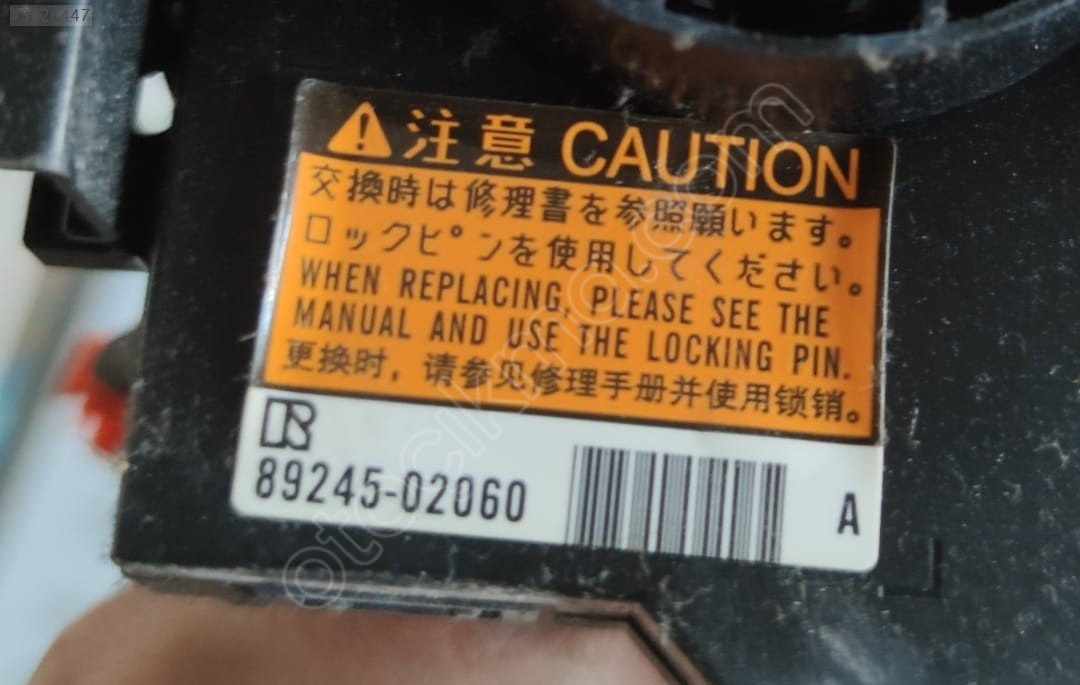 注意 CAUTION
交換時は修理書を参照願います。
ロックピンを使用してください。
WHEN REPLACING, PLEASE SEE THE
MANUAL AND USE THE LOCKING PIN.
更换时，请参见修理手册并使用锁销。
89245-02060
A